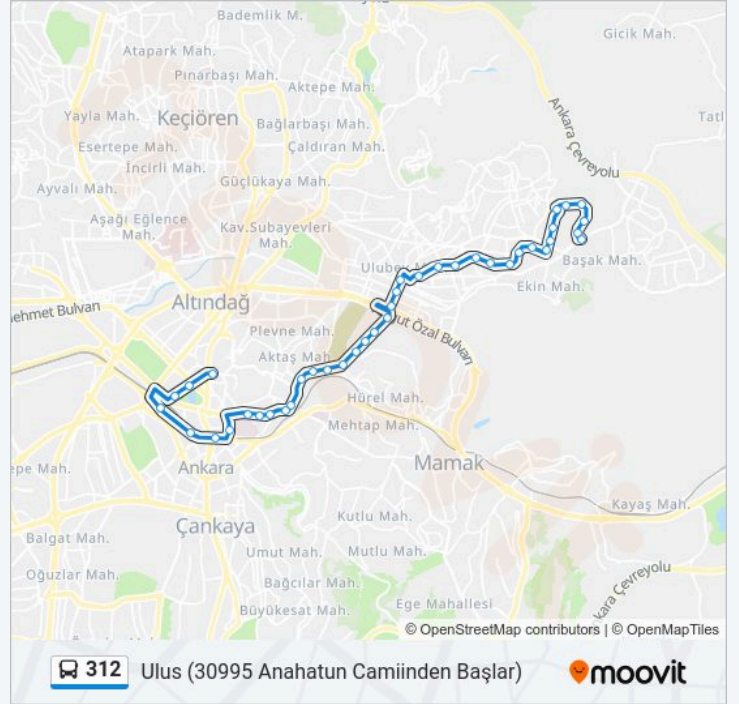 Bademlik M.
Gicik Mah.
Atapark Mah.
Pınarbaşı Mah.
Aktepe Mah.
Ankara Çevreyolu
Tatl
Yayla Mah.
Keçiören
Bağlarbaşı Mah.
Esertepe Mah.
Çaldıran Mah.
İncirli Mah.
Ayvalı Mah.
Güçlükaya Mah.
Aşağı Eğlence
Mah.
Kav.Subayevleri
Mah.
Ulubey M
Başak Mah.
Ekin Mah.
Altındağ
ehmet Bulvarı
Plevne Mah.
ut Özal Bulvarı
Aktaş Mah.
Hürel Mah.
Mehtap Mah.
epe Mah.
Ankara
Mamak
Kayaş Mah.
Çankaya
Kutlu Mah.
Balgat Mah.
Umut Mah.
Mutlu Mah.
Oğuzlar Mah.
Bağcılar Mah.
kara Çevreyolu
Büyükesat Mah.
Ege Mahallesi
© OpenStreetMap contributors | © OpenMapTiles
312 Ulus (30995 Anahatun Camiinden Başlar)
moovit